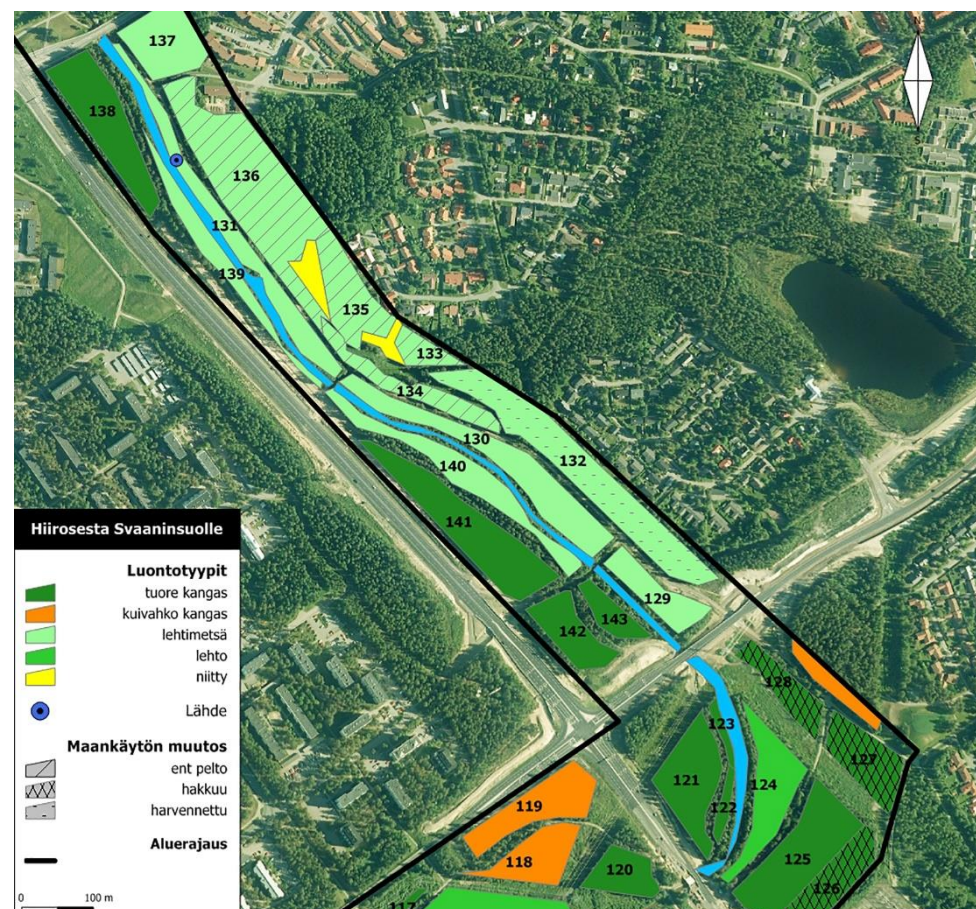 137
138
136
131
139
135
133
134
130
132
140
141
129
143
142
128
123
127
121
124
122
119
118
120
125
126
117
Hiirosesta Svaaninsuolle
Luontotyypit
tuore kangas
kuivahko kangas
lehtimetsä
lehto
niitty
Lähde
Maankäytön muutos
ent pelto
hakkuu
harvennettu
Aluerajaus
0 100 m